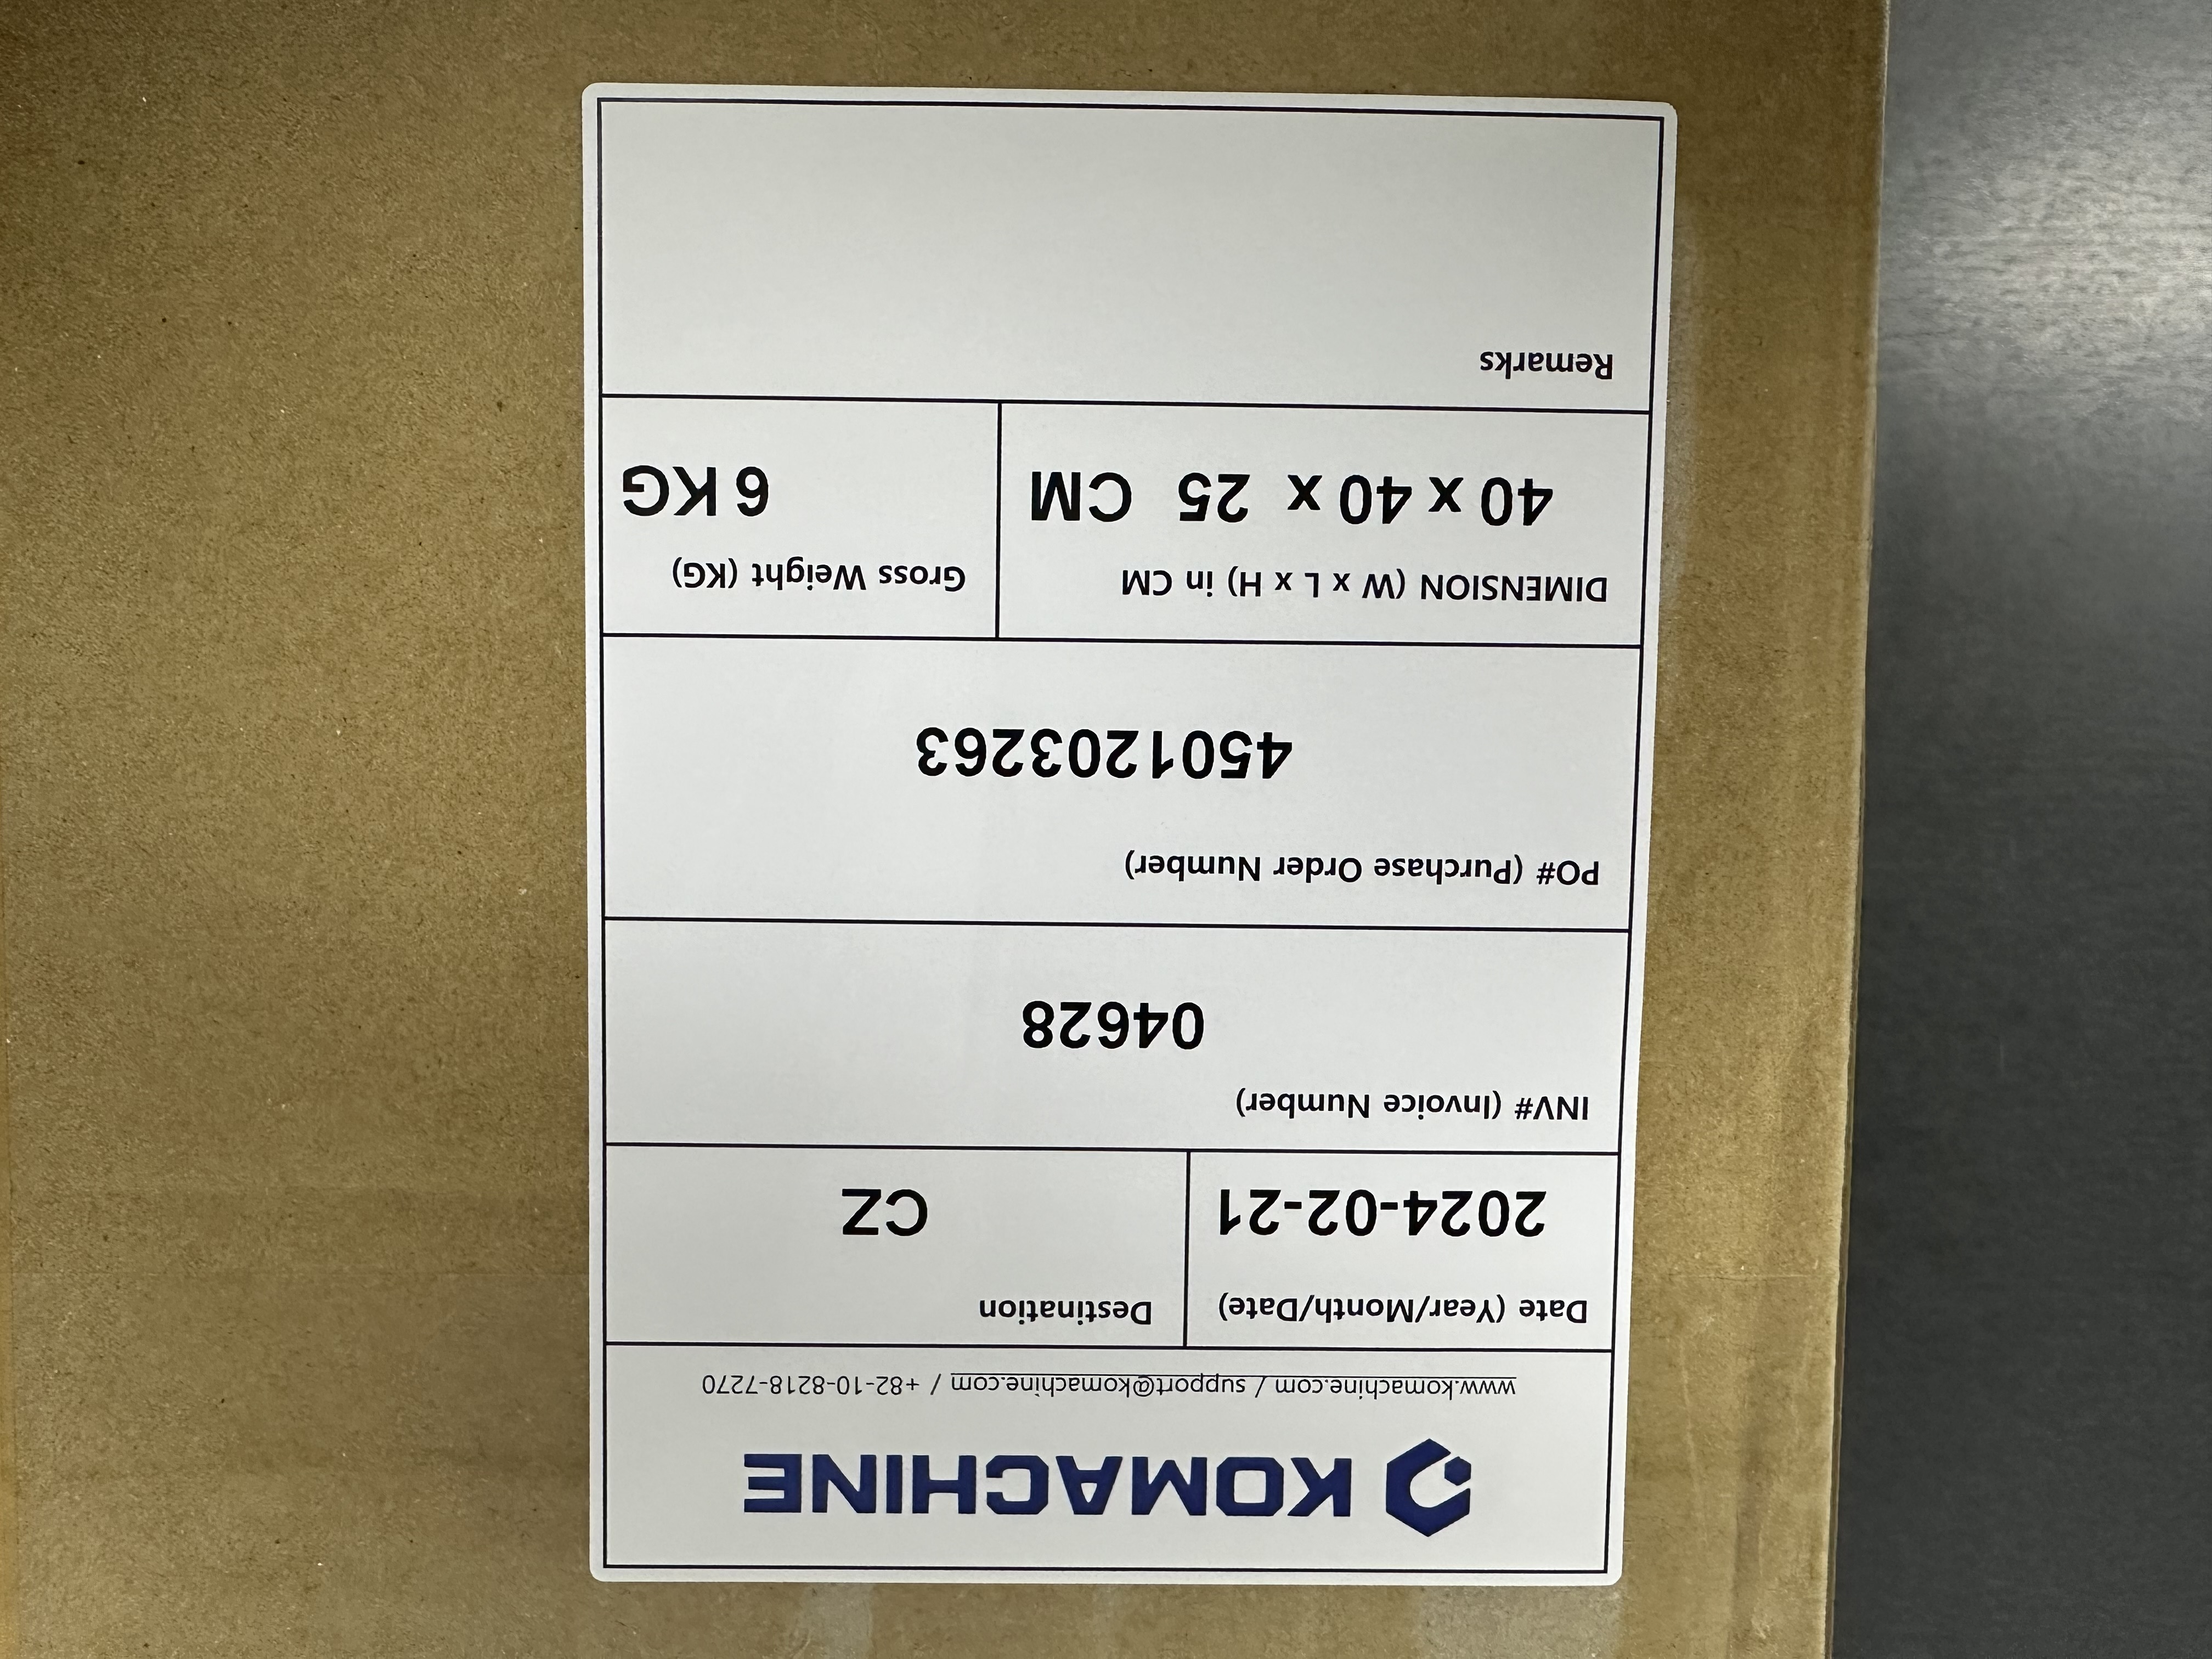 KOMACHINE
www.komachine.com / support@komachine.com / +82-10-8218-7270
Date (Year/Month/Date)
2024-02-21
Destination
CZ
INV# (Invoice Number)
04628
PO# (Purchase Order Number)
4501203263
DIMENSION (W x L x H) in CM
40 x 40 x 25 CM
Gross Weight (KG)
6 KG
Remarks